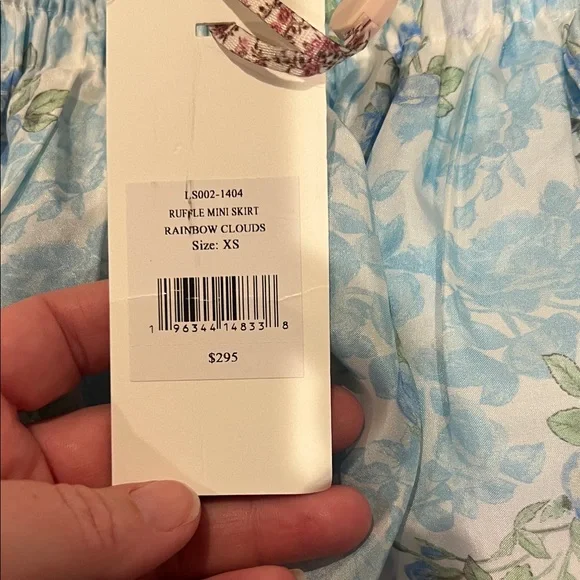 LS002-1404
RUFFLE MINI SKIRT
RAINBOW CLOUDS
Size: XS
1 96344 14833 8
$295